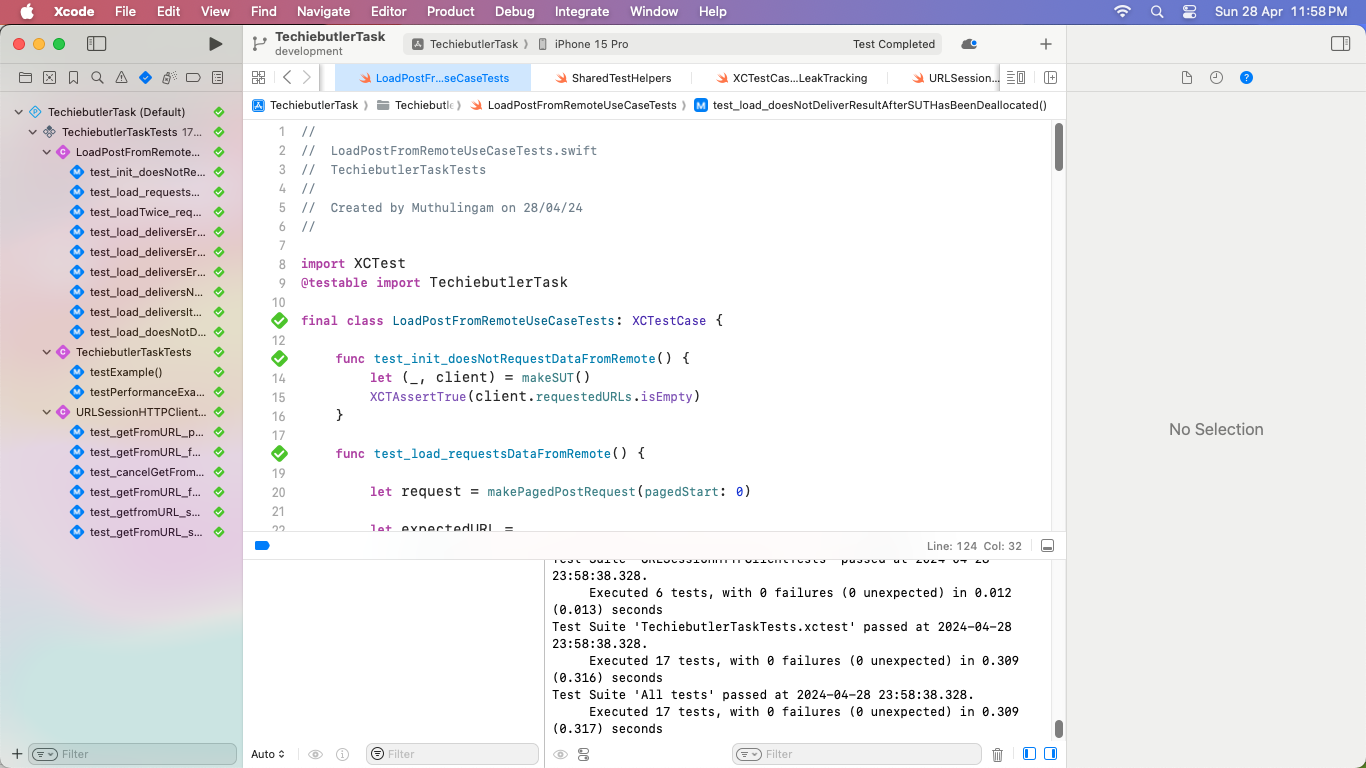 Xcode File Edit View Find Navigate Editor Product Debug Integrate Window Help Sun 28 Apr 11:58 PM
TechiebutlerTask
development
TechiebutlerTask iPhone 15 Pro Test Completed
LoadPostFr...seCaseTests SharedTestHelpers XCTestCas...LeakTracking URLSession...
TechiebutlerTask Techiebutl LoadPostFromRemoteUseCaseTests test_load_doesNotDeliverResultAfterSUTHasBeenDeallocated()
TechiebutlerTask (Default)
TechiebutlerTaskTests 17...
LoadPostFromRemote...
test_init_doesNotRe...
test_load_requests...
test_loadTwice_req...
test_load_deliversEr...
test_load_deliversEr...
test_load_deliversEr...
test_load_deliversN...
test_load_deliversIt...
test_load_doesNotD...
TechiebutlerTaskTests
testExample()
testPerformanceExa...
URLSessionHTTPClient...
test_getFromURL_p...
test_getFromURL_f...
test_cancelGetFrom...
test_getFromURL_f...
test_getfromURL_s...
test_getFromURL_s...
Filter
1 //
2 // LoadPostFromRemoteUseCaseTests.swift
3 // TechiebutlerTaskTests
4 //
5 // Created by Muthulingam on 28/04/24
6 //
7
8 import XCTest
9 @testable import TechiebutlerTask
10
final class LoadPostFromRemoteUseCaseTests: XCTestCase {
12
func test_init_doesNotRequestDataFromRemote() {
14 let (_, client) = makeSUT()
15 XCTAssertTrue(client.requestedURLs.isEmpty)
16 }
17
func test_load_requestsDataFromRemote() {
19
20 let request = makePagedPostRequest(pagedStart: 0)
21
22 let expectedURL =
Line: 124 Col: 32
No Selection
Test Suite 'URLSessionHTTPClientTests' passed at 2024-04-28
23:58:38.328.
Executed 6 tests, with 0 failures (0 unexpected) in 0.012
(0.013) seconds
Test Suite 'TechiebutlerTaskTests.xctest' passed at 2024-04-28
23:58:38.328.
Executed 17 tests, with 0 failures (0 unexpected) in 0.309
(0.316) seconds
Test Suite 'All tests' passed at 2024-04-28 23:58:38.328.
Executed 17 tests, with 0 failures (0 unexpected) in 0.309
(0.317) seconds
Auto Filter Filter